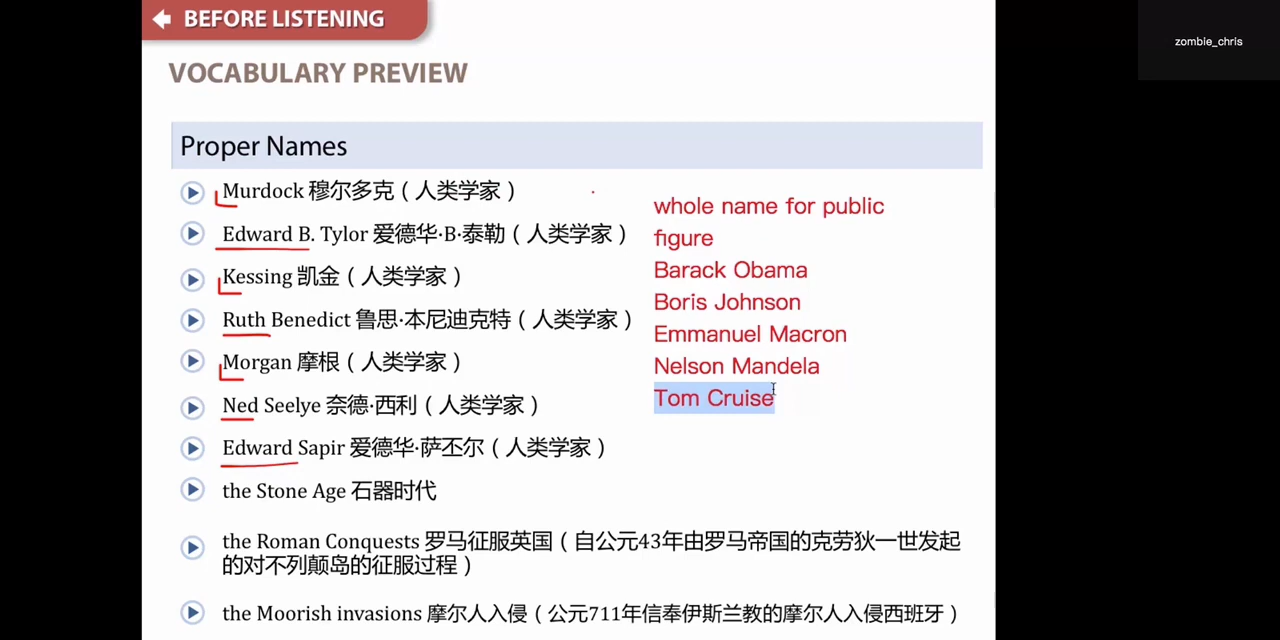 BEFORE LISTENING
zombie_chris
VOCABULARY PREVIEW
Proper Names
Murdock 穆尔多克（人类学家）
Edward B. Tylor 爱德华·B·泰勒（人类学家）
Kessing 凯金（人类学家）
Ruth Benedict 鲁思·本尼迪克特（人类学家）
Morgan 摩根（人类学家）
Ned Seelye 奈德·西利（人类学家）
Edward Sapir 爱德华·萨丕尔（人类学家）
the Stone Age 石器时代
the Roman Conquests 罗马征服英国（自公元43年由罗马帝国的克劳狄一世发起
的对不列颠岛的征服过程）
the Moorish invasions 摩尔人入侵（公元711年信奉伊斯兰教的摩尔人入侵西班牙）
whole name for public
figure
Barack Obama
Boris Johnson
Emmanuel Macron
Nelson Mandela
Tom Cruise